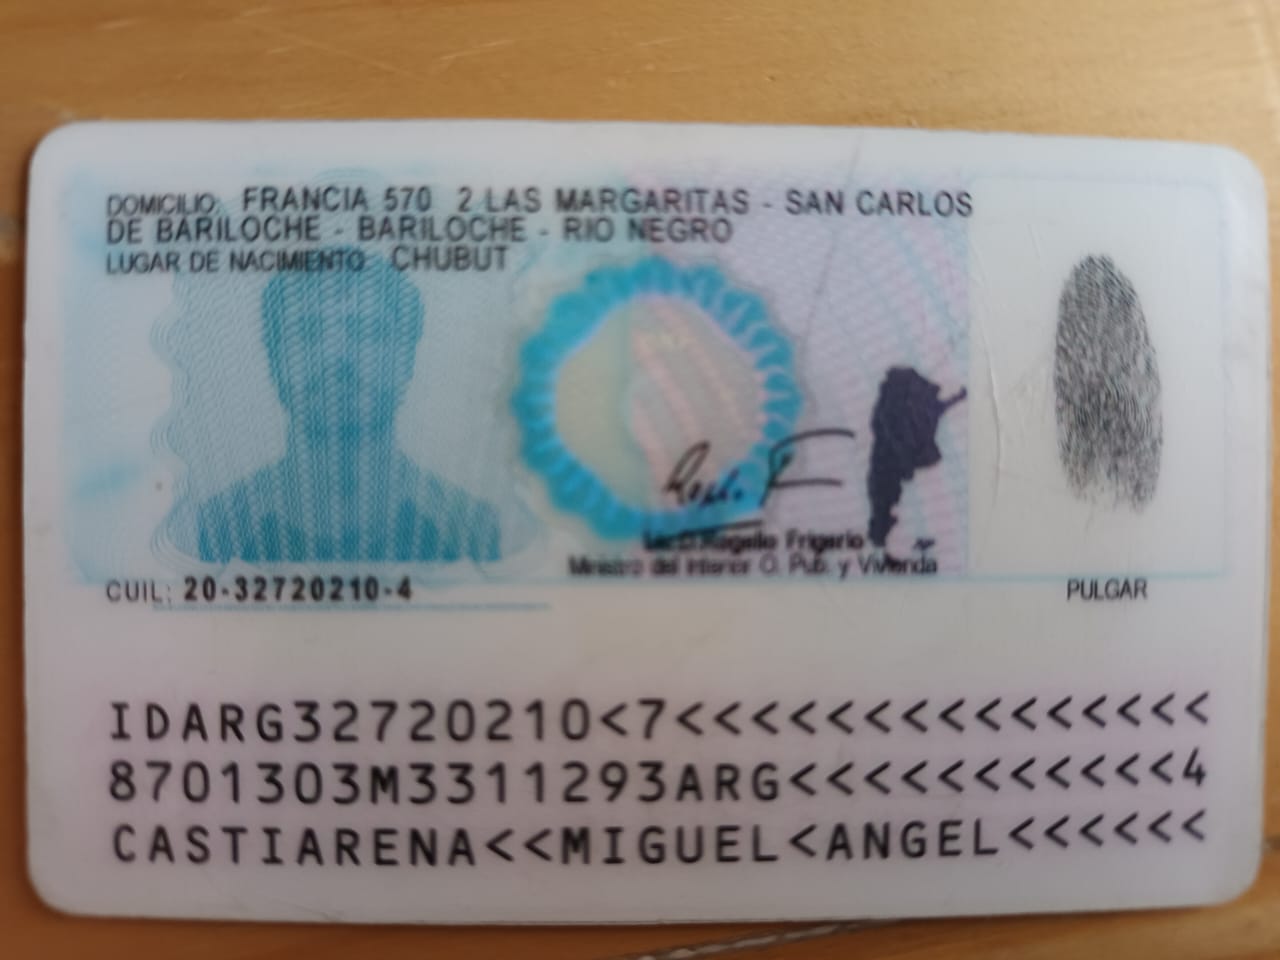 DOMICILIO: FRANCIA 570 2 LAS MARGARITAS - SAN CARLOS
DE BARILOCHE - BARILOCHE - RIO NEGRO
LUGAR DE NACIMIENTO: CHUBUT
Rogelio Frigerio
Ministro del Interior O. Pub. y Vivienda
CUIL: 20-32720210-4
PULGAR
IDARG32720210<7<<<<<<<<<<<<<<<
8701303M3311293ARG<<<<<<<<<<<4
CASTIARENA<<MIGUEL<ANGEL<<<<<<